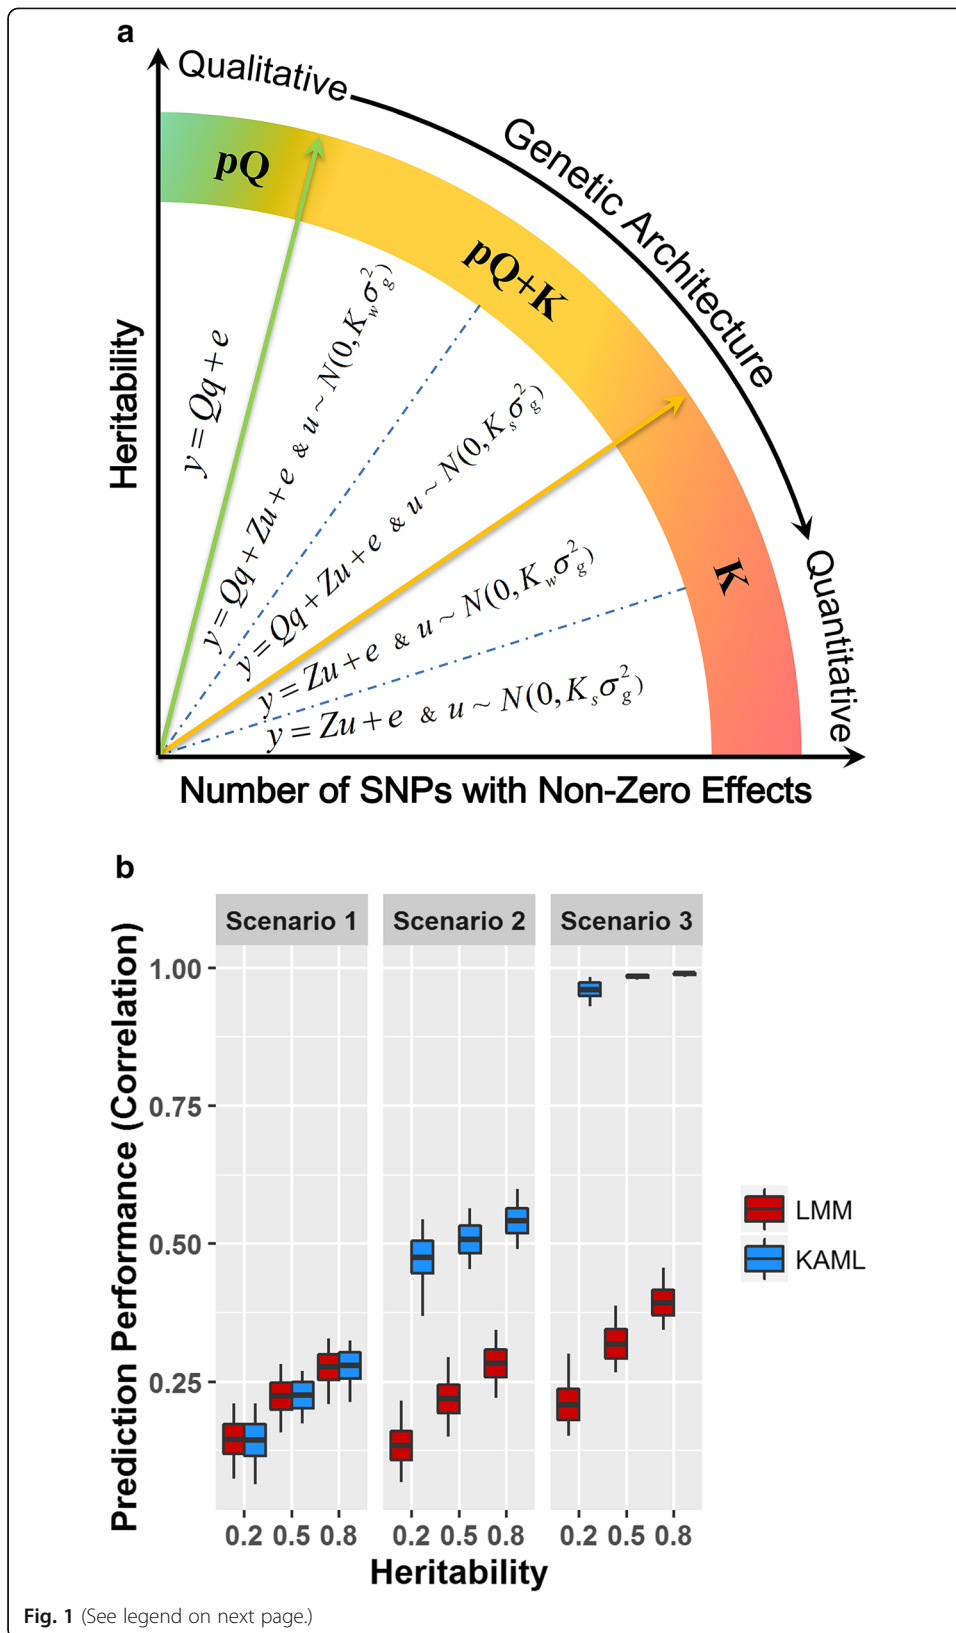 a
Qualitative
Genetic Architecture
Quantitative
pQ
pQ+K
K
Heritability
y = Qq + e
y = Qq + Zu + e & u ~ N(0, K_w σ_g^2)
y = Qq + Zu + e & u ~ N(0, K_s σ_g^2)
y = Zu + e & u ~ N(0, K_w σ_g^2)
y = Zu + e & u ~ N(0, K_s σ_g^2)
Number of SNPs with Non-Zero Effects
b
Scenario 1 Scenario 2 Scenario 3
Prediction Performance (Correlation)
1.00
0.75
0.50
0.25
LMM
KAML
0.2 0.5 0.8 0.2 0.5 0.8 0.2 0.5 0.8
Heritability
Fig. 1 (See legend on next page.)